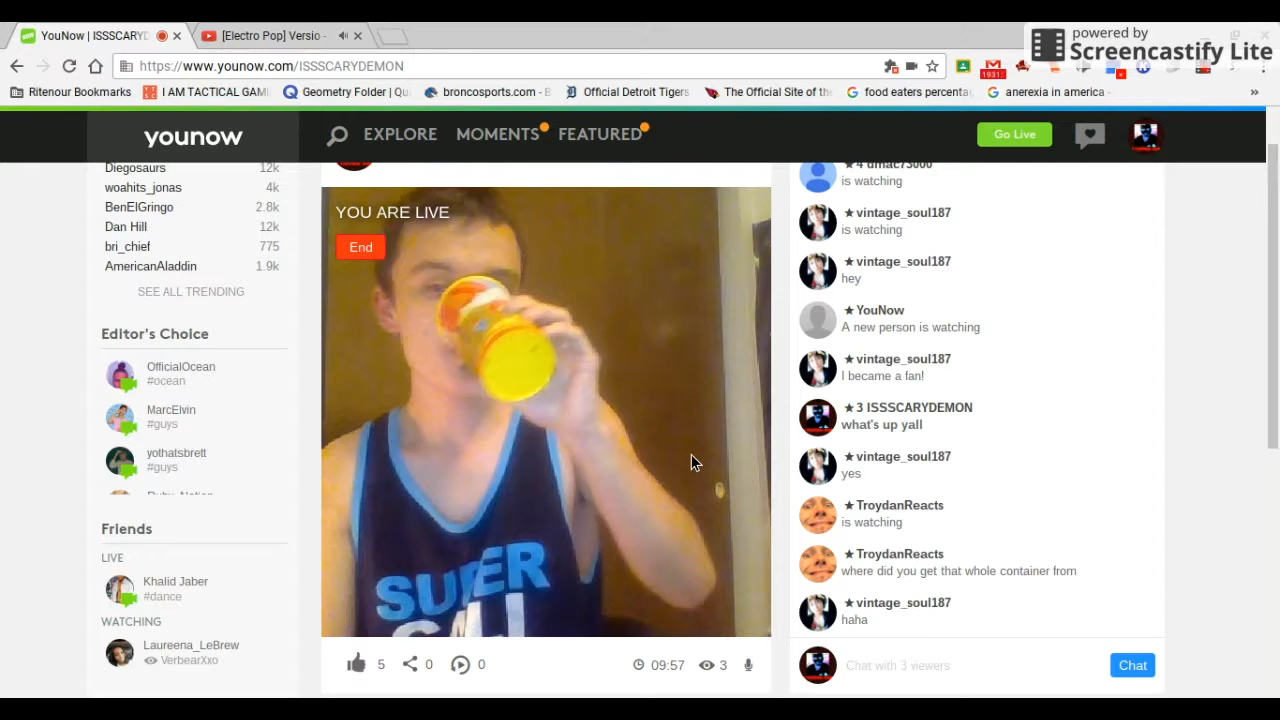 powered by
Screencastify Lite
YouNow | ISSSCARYD
[Electro Pop] Versio -
https://www.younow.com/ISSSCARYDEMON
1931
Ritenour Bookmarks
I AM TACTICAL GAMI
Geometry Folder | Qu
broncosports.com - B
Official Detroit Tigers
The Official Site of th
food eaters percenta
anerexia in america -
»
younow
EXPLORE
MOMENTS
FEATURED
Go Live
Diegosaurs 12k
woahits_jonas 4k
BenElGringo 2.8k
Dan Hill 12k
bri_chief 775
AmericanAladdin 1.9k
SEE ALL TRENDING
Editor's Choice
OfficialOcean
#ocean
MarcElvin
#guys
yothatsbrett
#guys
Friends
LIVE
Khalid Jaber
#dance
WATCHING
Laureena_LeBrew
VerbearXxo
YOU ARE LIVE
End
SUPER
5
0
0
09:57
3
★4 dmac73000
is watching
★vintage_soul187
is watching
★vintage_soul187
hey
★YouNow
A new person is watching
★vintage_soul187
I became a fan!
★3 ISSSCARYDEMON
what's up yall
★vintage_soul187
yes
★TroydanReacts
is watching
★TroydanReacts
where did you get that whole container from
★vintage_soul187
haha
Chat with 3 viewers
Chat